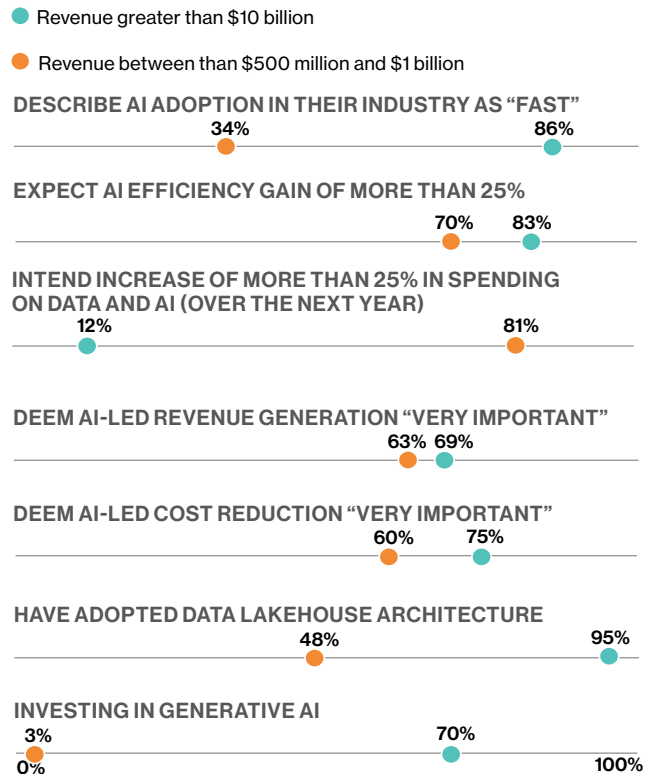 Revenue greater than $10 billion
Revenue between than $500 million and $1 billion
DESCRIBE AI ADOPTION IN THEIR INDUSTRY AS “FAST”
34% 86%
EXPECT AI EFFICIENCY GAIN OF MORE THAN 25%
70% 83%
INTEND INCREASE OF MORE THAN 25% IN SPENDING
ON DATA AND AI (OVER THE NEXT YEAR)
12% 81%
DEEM AI-LED REVENUE GENERATION “VERY IMPORTANT”
63% 69%
DEEM AI-LED COST REDUCTION “VERY IMPORTANT”
60% 75%
HAVE ADOPTED DATA LAKEHOUSE ARCHITECTURE
48% 95%
INVESTING IN GENERATIVE AI
3% 70%
0% 100%